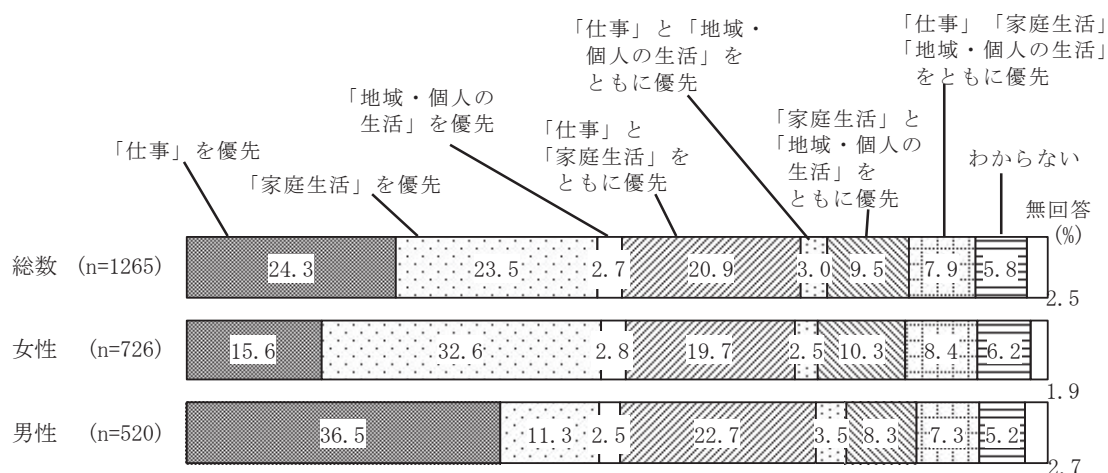 「仕事」と「地域・
個人の生活」を
ともに優先
「仕事」「家庭生活」
「地域・個人の生活」
をともに優先
「地域・個人の
生活」を優先
「仕事」と
「家庭生活」を
ともに優先
「家庭生活」と
「地域・個人の
生活」を
ともに優先
「仕事」を優先
「家庭生活」を優先
わからない
無回答
(%)
総数 (n=1265) 24.3 23.5 2.7 20.9 3.0 9.5 7.9 5.8
2.5
女性 (n=726) 15.6 32.6 2.8 19.7 2.5 10.3 8.4 6.2
1.9
男性 (n=520) 36.5 11.3 2.5 22.7 3.5 8.3 7.3 5.2
2.7